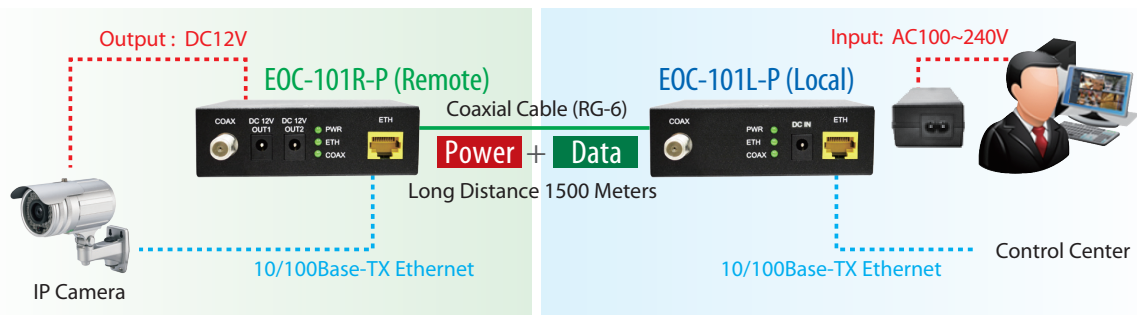 Output : DC12V
Input: AC100~240V
EOC-101R-P (Remote)
EOC-101L-P (Local)
Coaxial Cable (RG-6)
COAX
DC 12V
OUT1
DC 12V
OUT2
PWR
ETH
COAX
ETH
COAX
PWR
ETH
COAX
DC IN
ETH
Power + Data
Long Distance 1500 Meters
10/100Base-TX Ethernet
10/100Base-TX Ethernet
Control Center
IP Camera